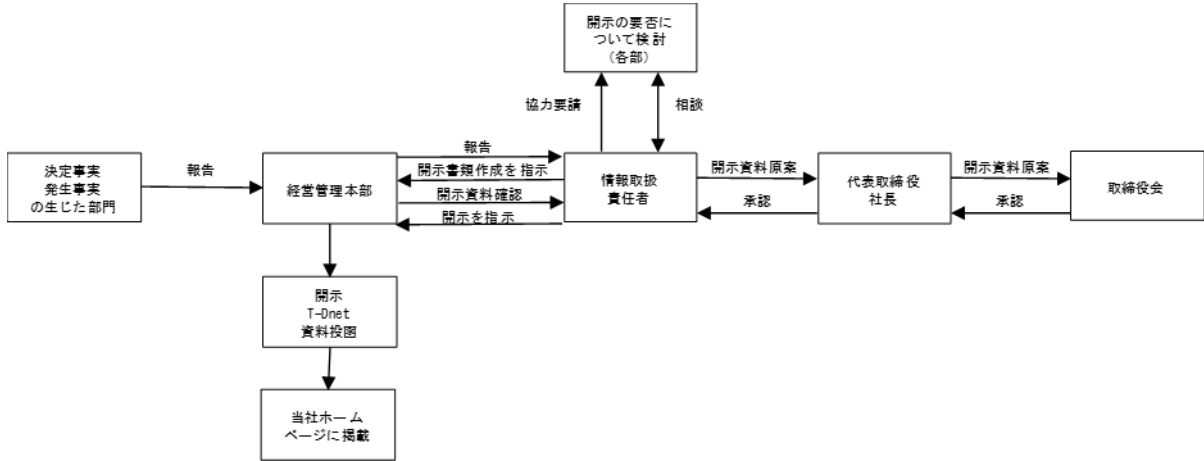 開示の要否に
ついて検討
(各部)
協力要請
相談
決定事実
発生事実
の生じた部門
報告
経営管理本部
報告
開示書類作成を指示
開示資料確認
開示を指示
情報取扱
責任者
開示資料原案
承認
代表取締役
社長
開示資料原案
承認
取締役会
開示
T-Dnet
資料投函
当社ホーム
ページに掲載